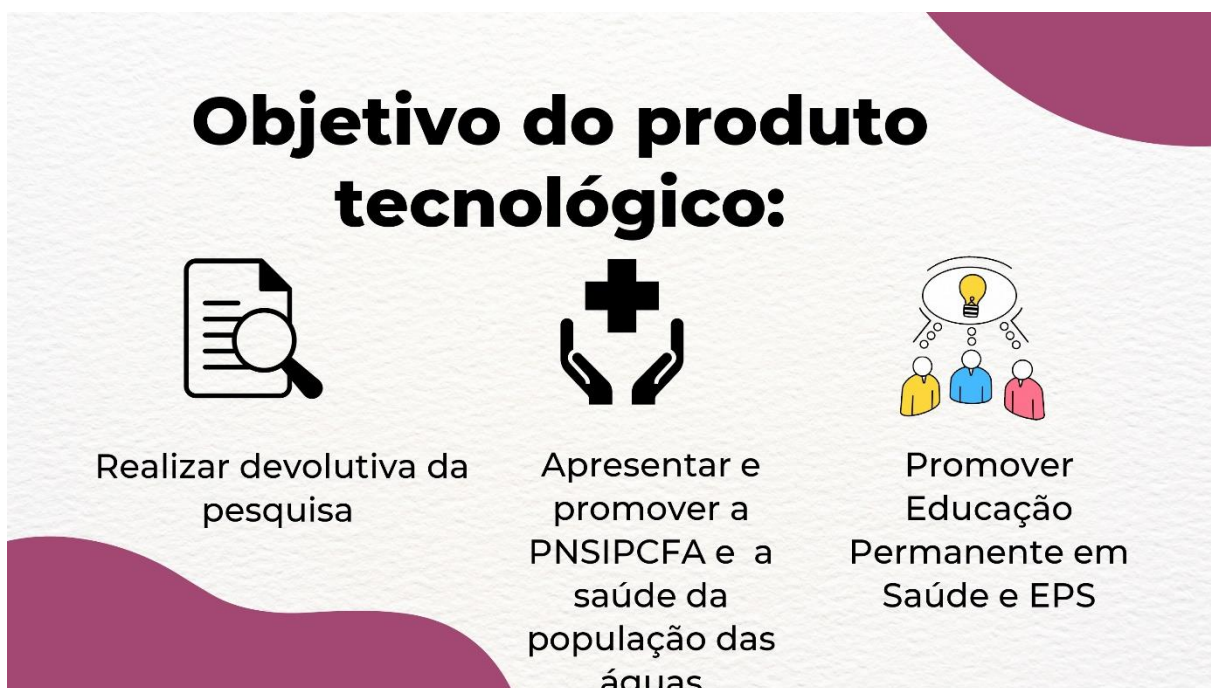 Objetivo do produto
tecnológico:
Realizar devolutiva da
pesquisa
Apresentar e
promover a
PNSIPCFA e a
saúde da
população das
águas
Promover
Educação
Permanente em
Saúde e EPS